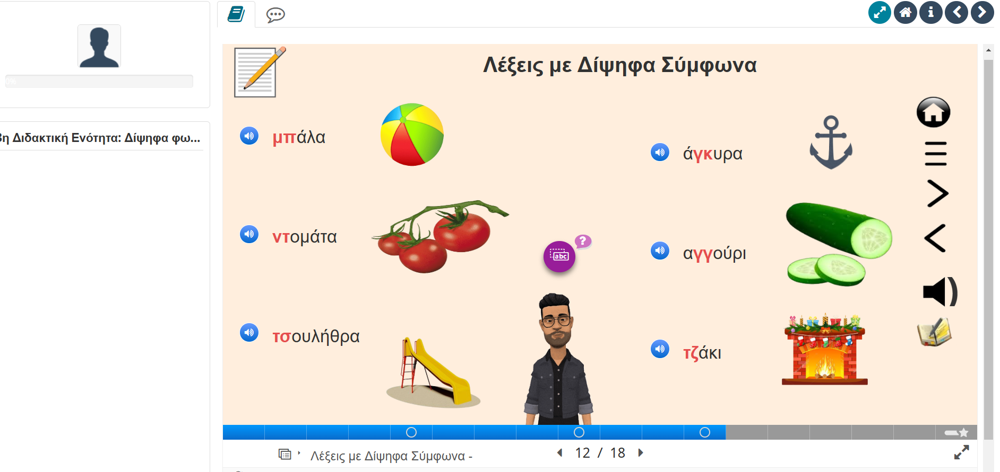 0%
3η Διδακτική Ενότητα: Δίψηφα φω...
Λέξεις με Δίψηφα Σύμφωνα
μπάλα
άγκυρα
ντομάτα
αγγούρι
?
abc
τσουλήθρα
τζάκι
Λέξεις με Δίψηφα Σύμφωνα -
12 / 18